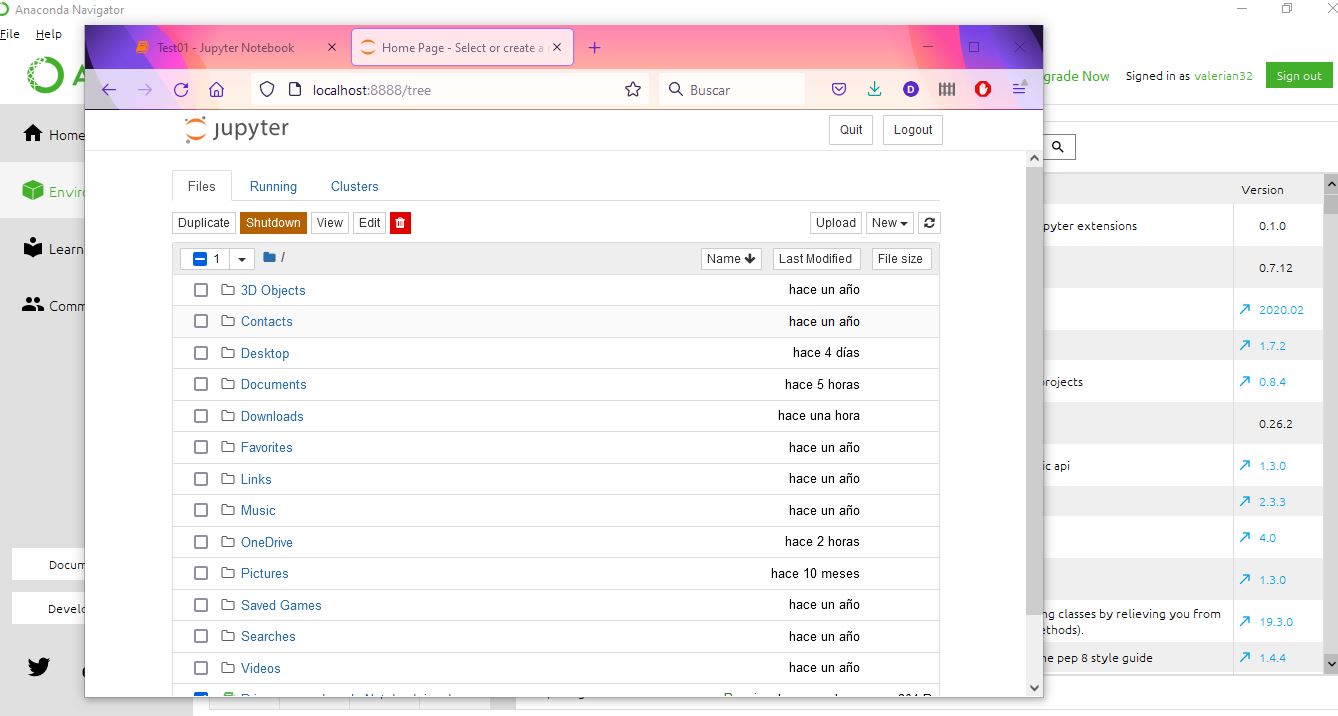 Anaconda Navigator
File Help
Test01 - Jupyter Notebook
Home Page - Select or create a
localhost:8888/tree
Buscar
D
grade Now
Signed in as valerian32
Sign out
jupyter
Quit
Logout
Home
Files
Running
Clusters
Version
Duplicate
Shutdown
View
Edit
Upload
New
1
/
Name
Last Modified
File size
3D Objects hace un año
Contacts hace un año
Desktop hace 4 días
Documents hace 5 horas
Downloads hace una hora
Favorites hace un año
Links hace un año
Music hace un año
OneDrive hace 2 horas
Pictures hace 10 meses
Saved Games hace un año
Searches hace un año
Videos hace un año
Enviro
Learn
Comm
Docum
Develo
pyter extensions 0.1.0
0.7.12
2020.02
1.7.2
projects 0.8.4
0.26.2
ic api 1.3.0
2.3.3
4.0
1.3.0
ng classes by relieving you from
ethods). 19.3.0
he pep 8 style guide 1.4.4